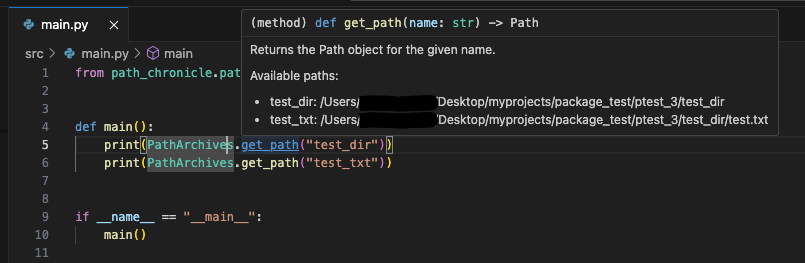 main.py ×
(method) def get_path(name: str) -> Path
Returns the Path object for the given name.
Available paths:
• test_dir: /Users/ /Desktop/myprojects/package_test/ptest_3/test_dir
• test_txt: /Users/ /Desktop/myprojects/package_test/ptest_3/test_dir/test.txt
src > main.py > main
1 from path_chronicle.pat
2
3
4 def main():
5     print(PathArchives.get_path("test_dir"))
6     print(PathArchives.get_path("test_txt"))
7
8
9 if __name__ == "__main__":
10     main()
11